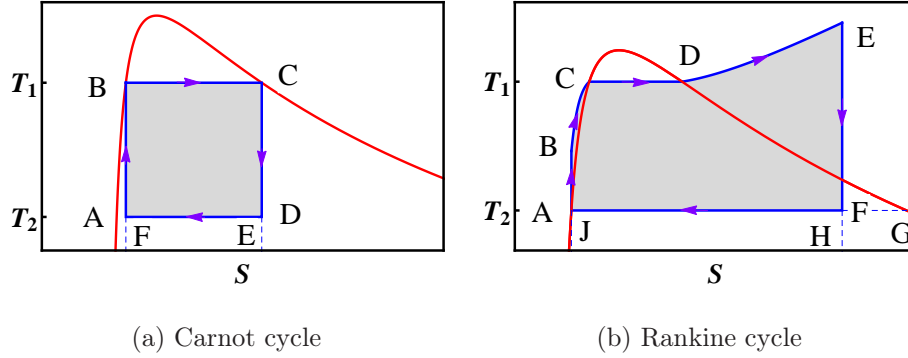 T₁
T₂
A
B
C
D
E
F
S
(a) Carnot cycle
T₁
T₂
A
B
C
D
E
F
G
H
J
S
(b) Rankine cycle